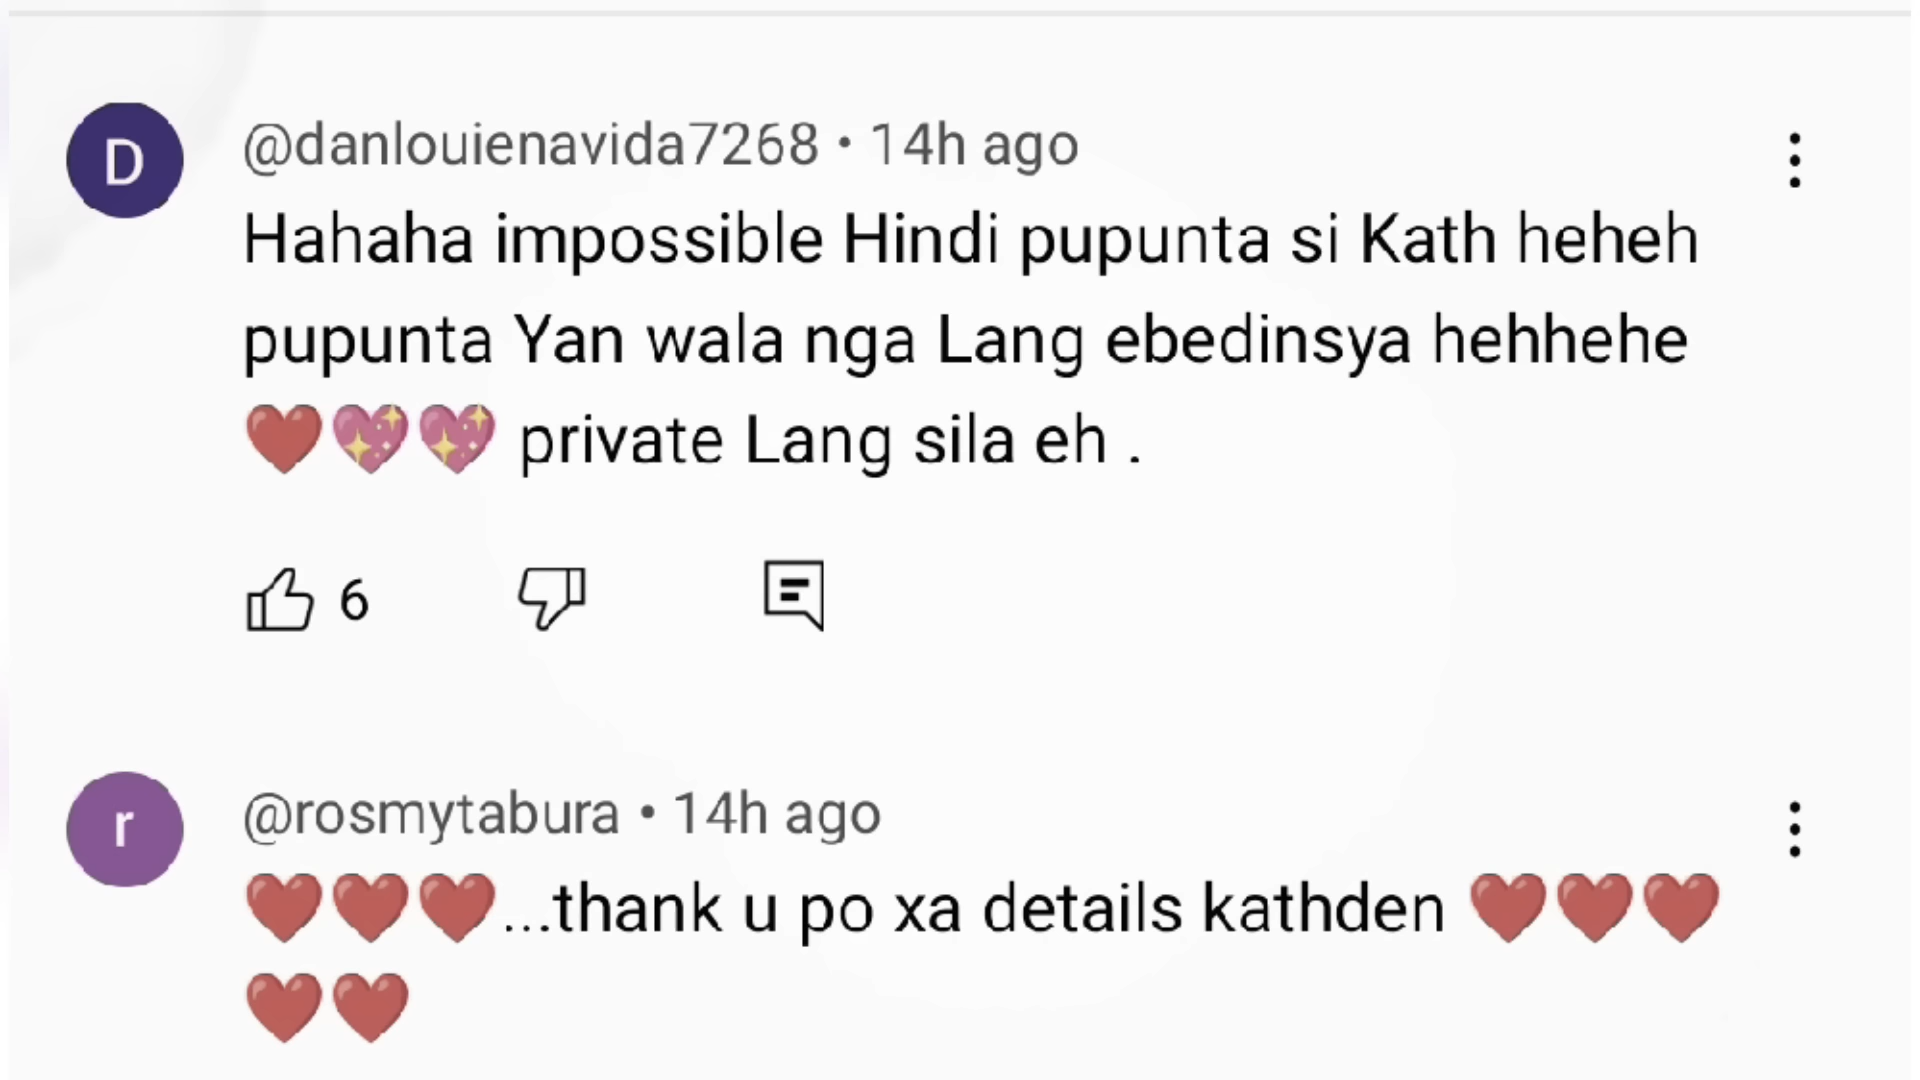 D
@danlouienavida7268 • 14h ago
Hahaha impossible Hindi pupunta si Kath heheh
pupunta Yan wala nga Lang ebedinsya hehhehe
❤️💖💖 private Lang sila eh .
6
r
@rosmytabura • 14h ago
❤️❤️❤️...thank u po xa details kathden ❤️❤️❤️
❤️❤️